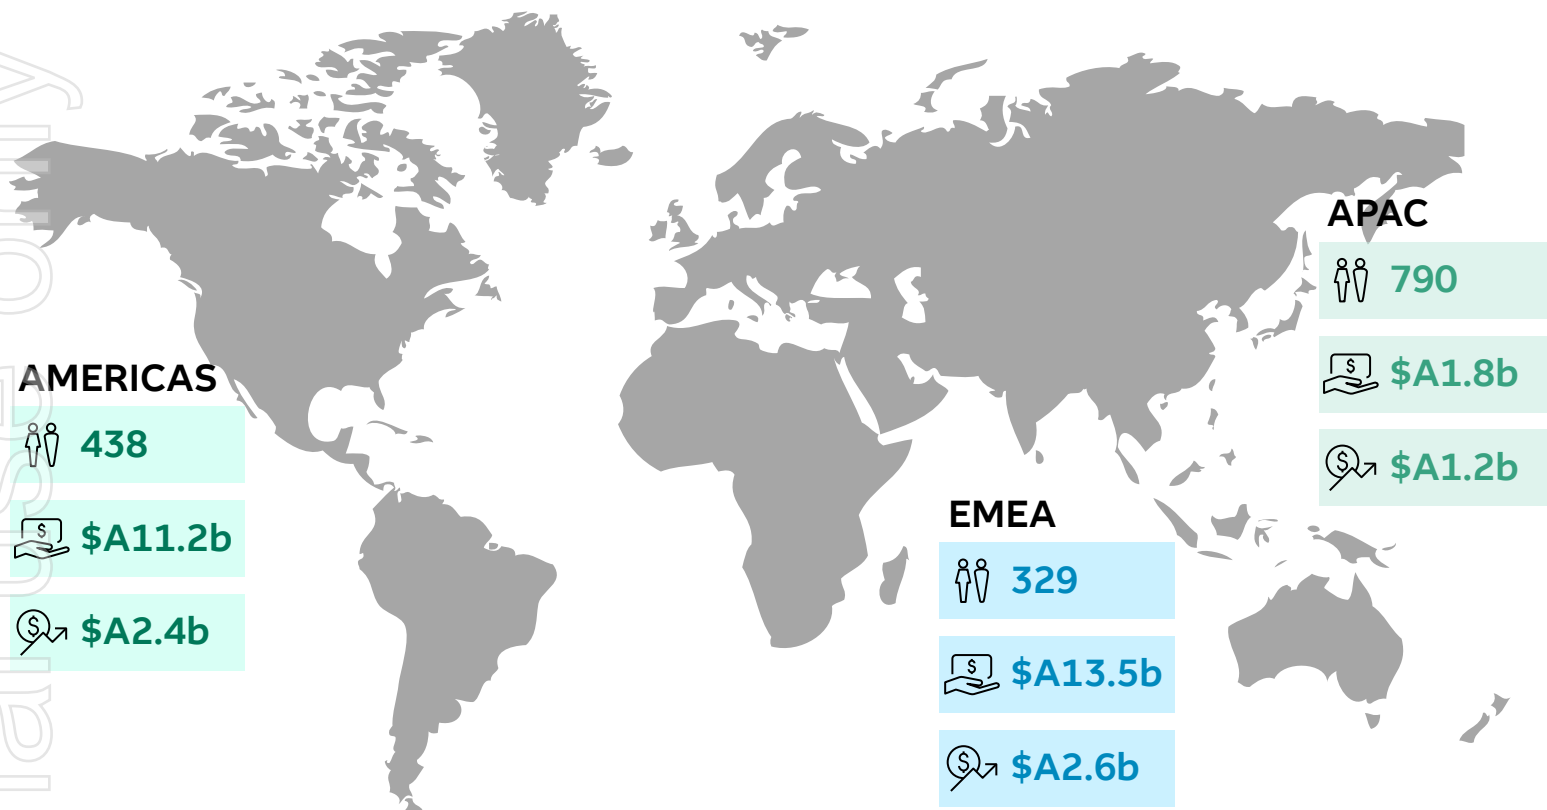 AMERICAS
438
$A11.2b
$A2.4b
EMEA
329
$A13.5b
$A2.6b
APAC
790
$A1.8b
$A1.2b